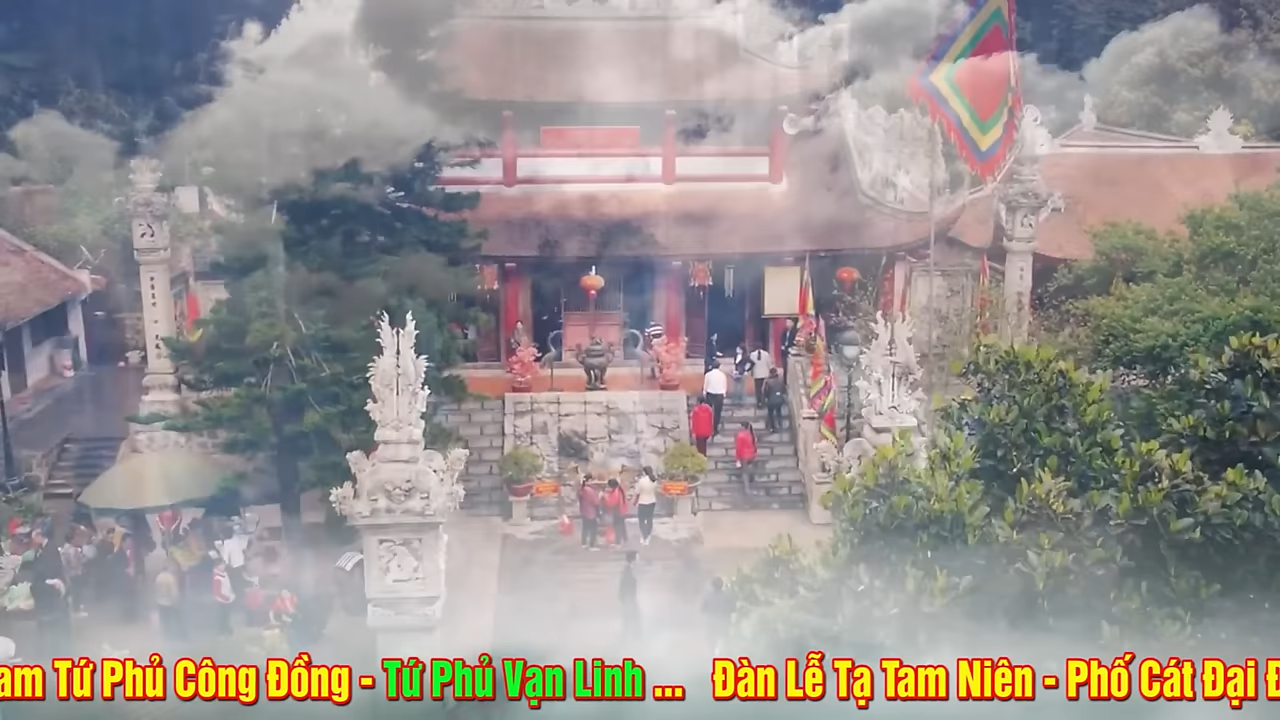 am Tứ Phủ Công Đồng - Tứ Phủ Vạn Linh ... Đàn Lễ Tạ Tam Niên - Phố Cát Đại Đ